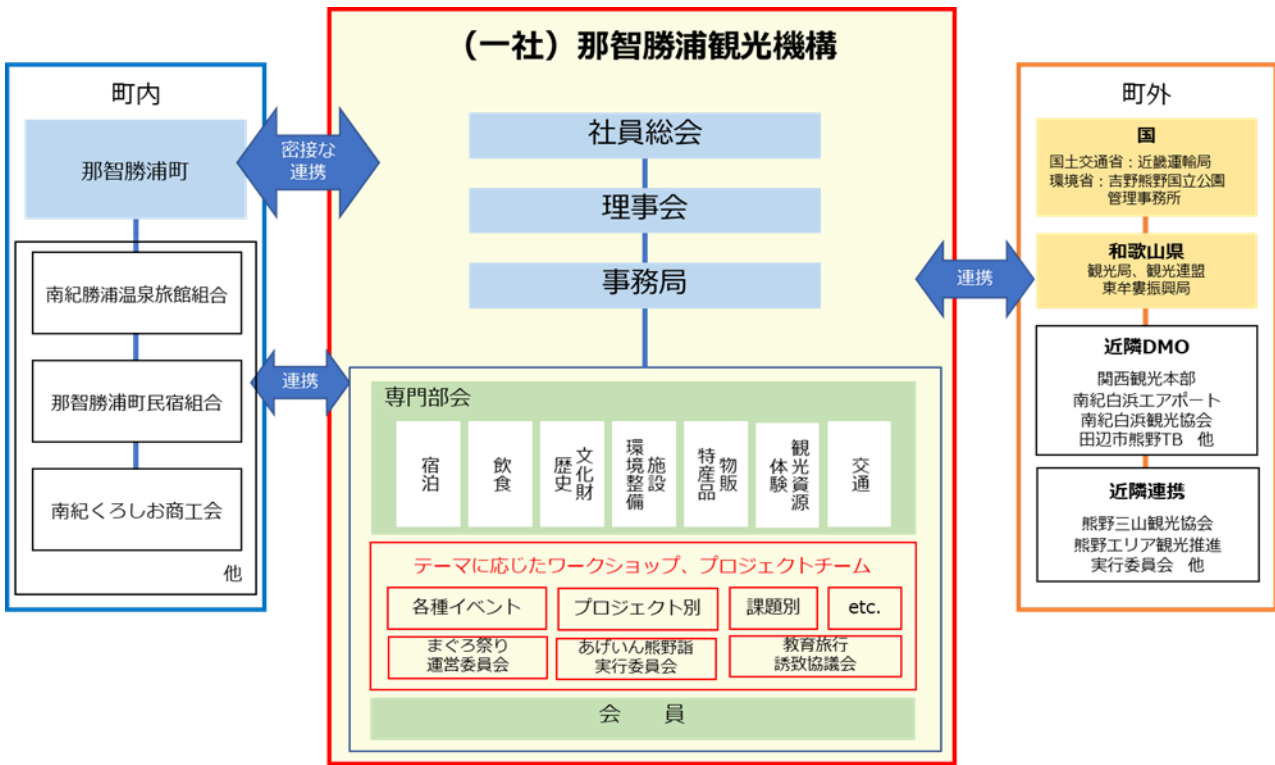 （一社）那智勝浦観光機構
町内
那智勝浦町
南紀勝浦温泉旅館組合
那智勝浦町民宿組合
南紀くろしお商工会
他
密接な
連携
連携
社員総会
理事会
事務局
専門部会
宿泊
飲食
文化財
歴史
施設
環境整備
物販
特産品
観光資源
体験
交通
テーマに応じたワークショップ、プロジェクトチーム
各種イベント
プロジェクト別
課題別
etc.
まぐろ祭り
運営委員会
あげいん熊野詣
実行委員会
教育旅行
誘致協議会
会　員
連携
町外
国
国土交通省：近畿運輸局
環境省：吉野熊野国立公園
管理事務所
和歌山県
観光局、観光連盟
東牟婁振興局
近隣DMO
関西観光本部
南紀白浜エアポート
南紀白浜観光協会
田辺市熊野TB　他
近隣連携
熊野三山観光協会
熊野エリア観光推進
実行委員会　他